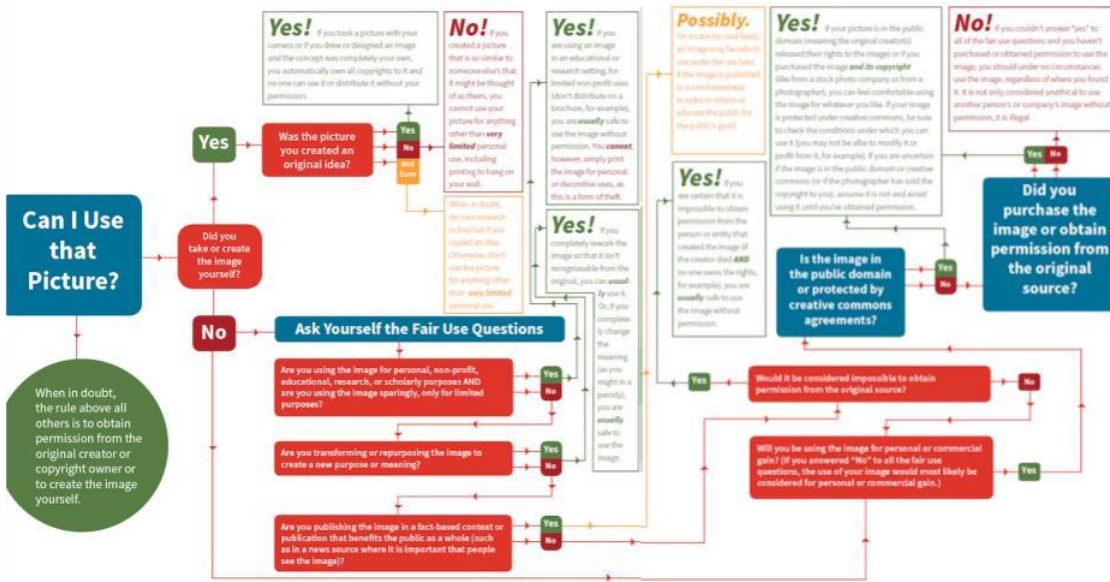 Can I Use
that
Picture?
When in doubt,
the rule above all
others is to obtain
permission from the
original creator or
copyright owner or
to create the image
yourself.
Did you
take or create
the image
yourself?
Yes
No
Was the picture
you created an
original idea?
Yes
No
Not
Sure
Yes! If you took a picture with your
camera or if you drew or designed an image
and the concept was completely your own,
you automatically own all copyrights to it and
no one can use it or distribute it without your
permission.
No! If you
created a picture
that is so similar to
someone else's that it
might be thought
of as theirs, you
cannot use your
picture for anything
other than very
limited personal
use, including
printing to hang on
your wall.
When in doubt,
do your research
to find out if you
copied an idea.
Otherwise, don't
use the picture
for anything other
than very limited
personal use.
Ask Yourself the Fair Use Questions
Are you using the image for personal, non-profit,
educational, research, or scholarly purposes AND
are you using the image sparingly, only for limited
purposes?
Yes
No
Are you transforming or repurposing the image to
create a new purpose or meaning?
Yes
No
Are you publishing the image in a fact-based context or
publication that benefits the public as a whole (such
as in a news source where it is important that people
see the image)?
Yes
No
Yes! If you
are using an image
in an educational or
research setting, for
limited non-profit uses
(don't distribute on a
brochure, for example),
you are usually safe to
use the image without
permission. You cannot,
however, simply print
the image for personal
or decorative uses, as
this is a form of theft.
Yes! If you
completely rework the
image so that it isn't
recognizable from the
original, you can usual-
ly use it.
Or, if you
complete-
ly change
the
meaning
(as you
might in a
parody),
you are
usually
safe to
use the
image.
Possibly.
On a case-by-case basis,
an image may be safe to
use under fair use laws
if the image is published
in a non-biased way
in order to inform or
educate the public for
the public's good.
Yes! If you
are certain that it is
impossible to obtain
permission from the
person or entity that
created the image (if
the creator died AND
no one owns the rights,
for example), you are
usually safe to use
the image without
permission.
Yes
Would it be considered impossible to obtain
permission from the original source?
No
Will you be using the image for personal or commercial
gain? (If you answered "No" to all the fair use
questions, the use of your image would most likely be
considered for personal or commercial gain.)
Yes
Is the image in
the public domain
or protected by
creative commons
agreements?
Yes
No
Yes! If your picture is in the public
domain (meaning the original creator(s)
released their rights to the image) or if you
purchased the image and its copyright
(like from a stock photo company or from a
photographer), you can feel comfortable using
the image for whatever you like. If your image
is protected under creative commons, be sure
to check the conditions under which you can
use it (you may not be albe to modify it or
profit from it, for example). If you are uncertain
if the image is in the public domain or creative
commons (or if the photographer has sold the
copyright to you), assume it is not and avoid
using it until you've obtained permission.
Did you
purchase the
image or obtain
permission from
the original
source?
Yes
No
No! If you couldn't answer "yes" to
all of the fair use questions and you haven't
purchased or obtained permission to use the
image, you should under no circumstances
use the image, regardless of where you found
it. It is not only considered unethical to use
another person's or company's image without
permission, it is illegal.